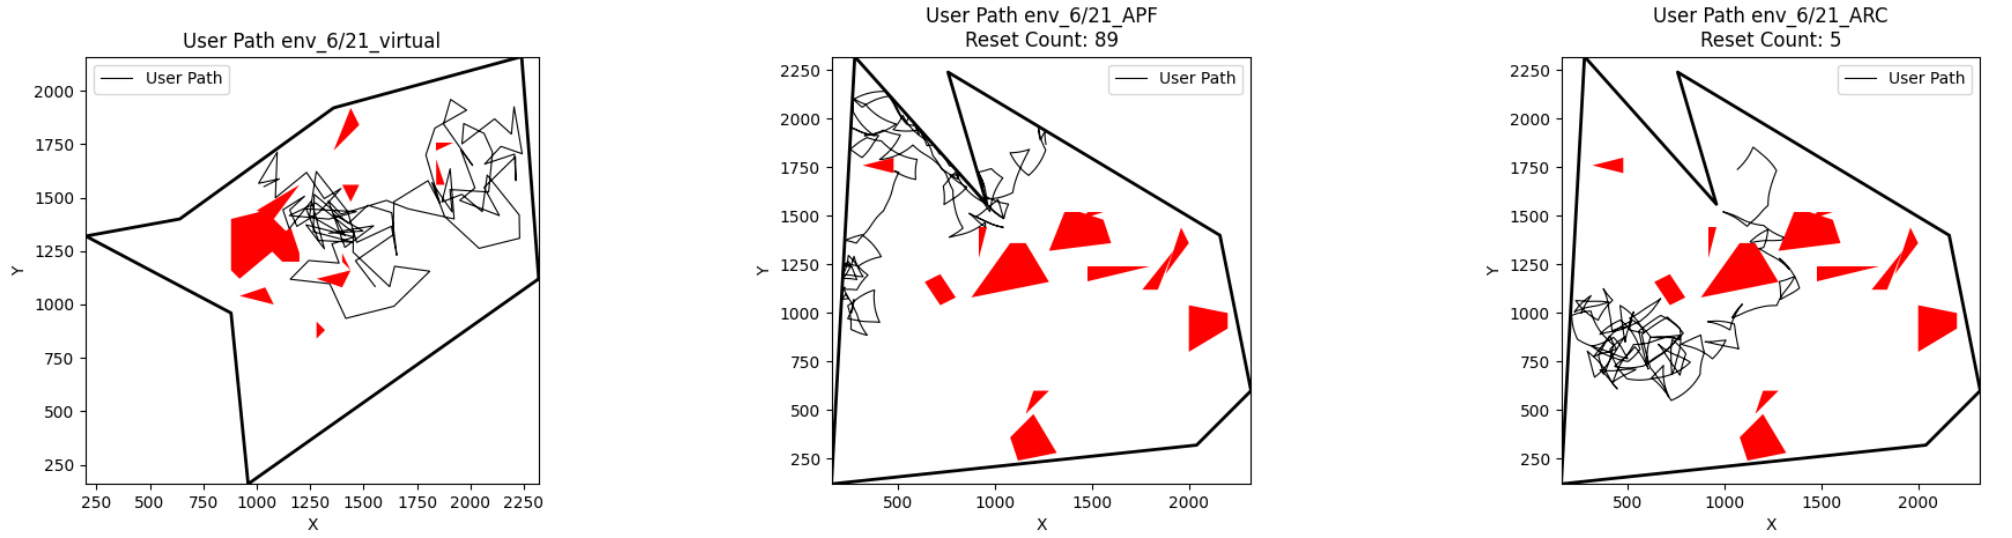 User Path env_6/21_virtual
User Path
2000
1750
1500
1250
1000
750
500
250
Y
250 500 750 1000 1250 1500 1750 2000 2250
X
User Path env_6/21_APF
Reset Count: 89
User Path
2250
2000
1750
1500
1250
1000
750
500
250
Y
500 1000 1500 2000
X
User Path env_6/21_ARC
Reset Count: 5
User Path
2250
2000
1750
1500
1250
1000
750
500
250
Y
500 1000 1500 2000
X